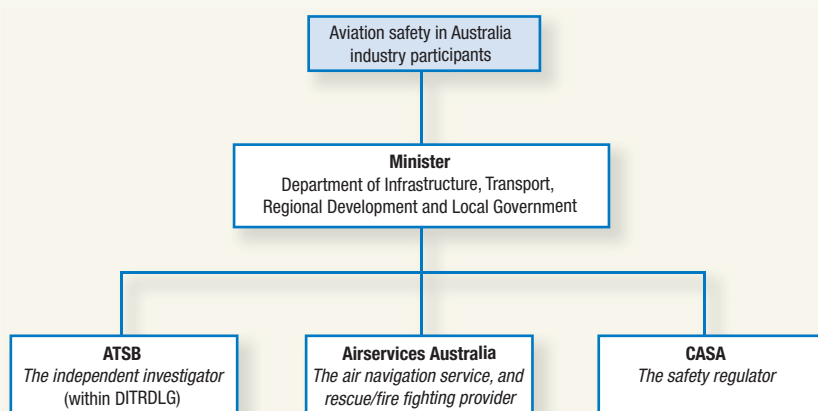 Aviation safety in Australia
industry participants
Minister
Department of Infrastructure, Transport,
Regional Development and Local Government
ATSB
The independent investigator
(within DITRDLG)
Airservices Australia
The air navigation service, and
rescue/fire fighting provider
CASA
The safety regulator